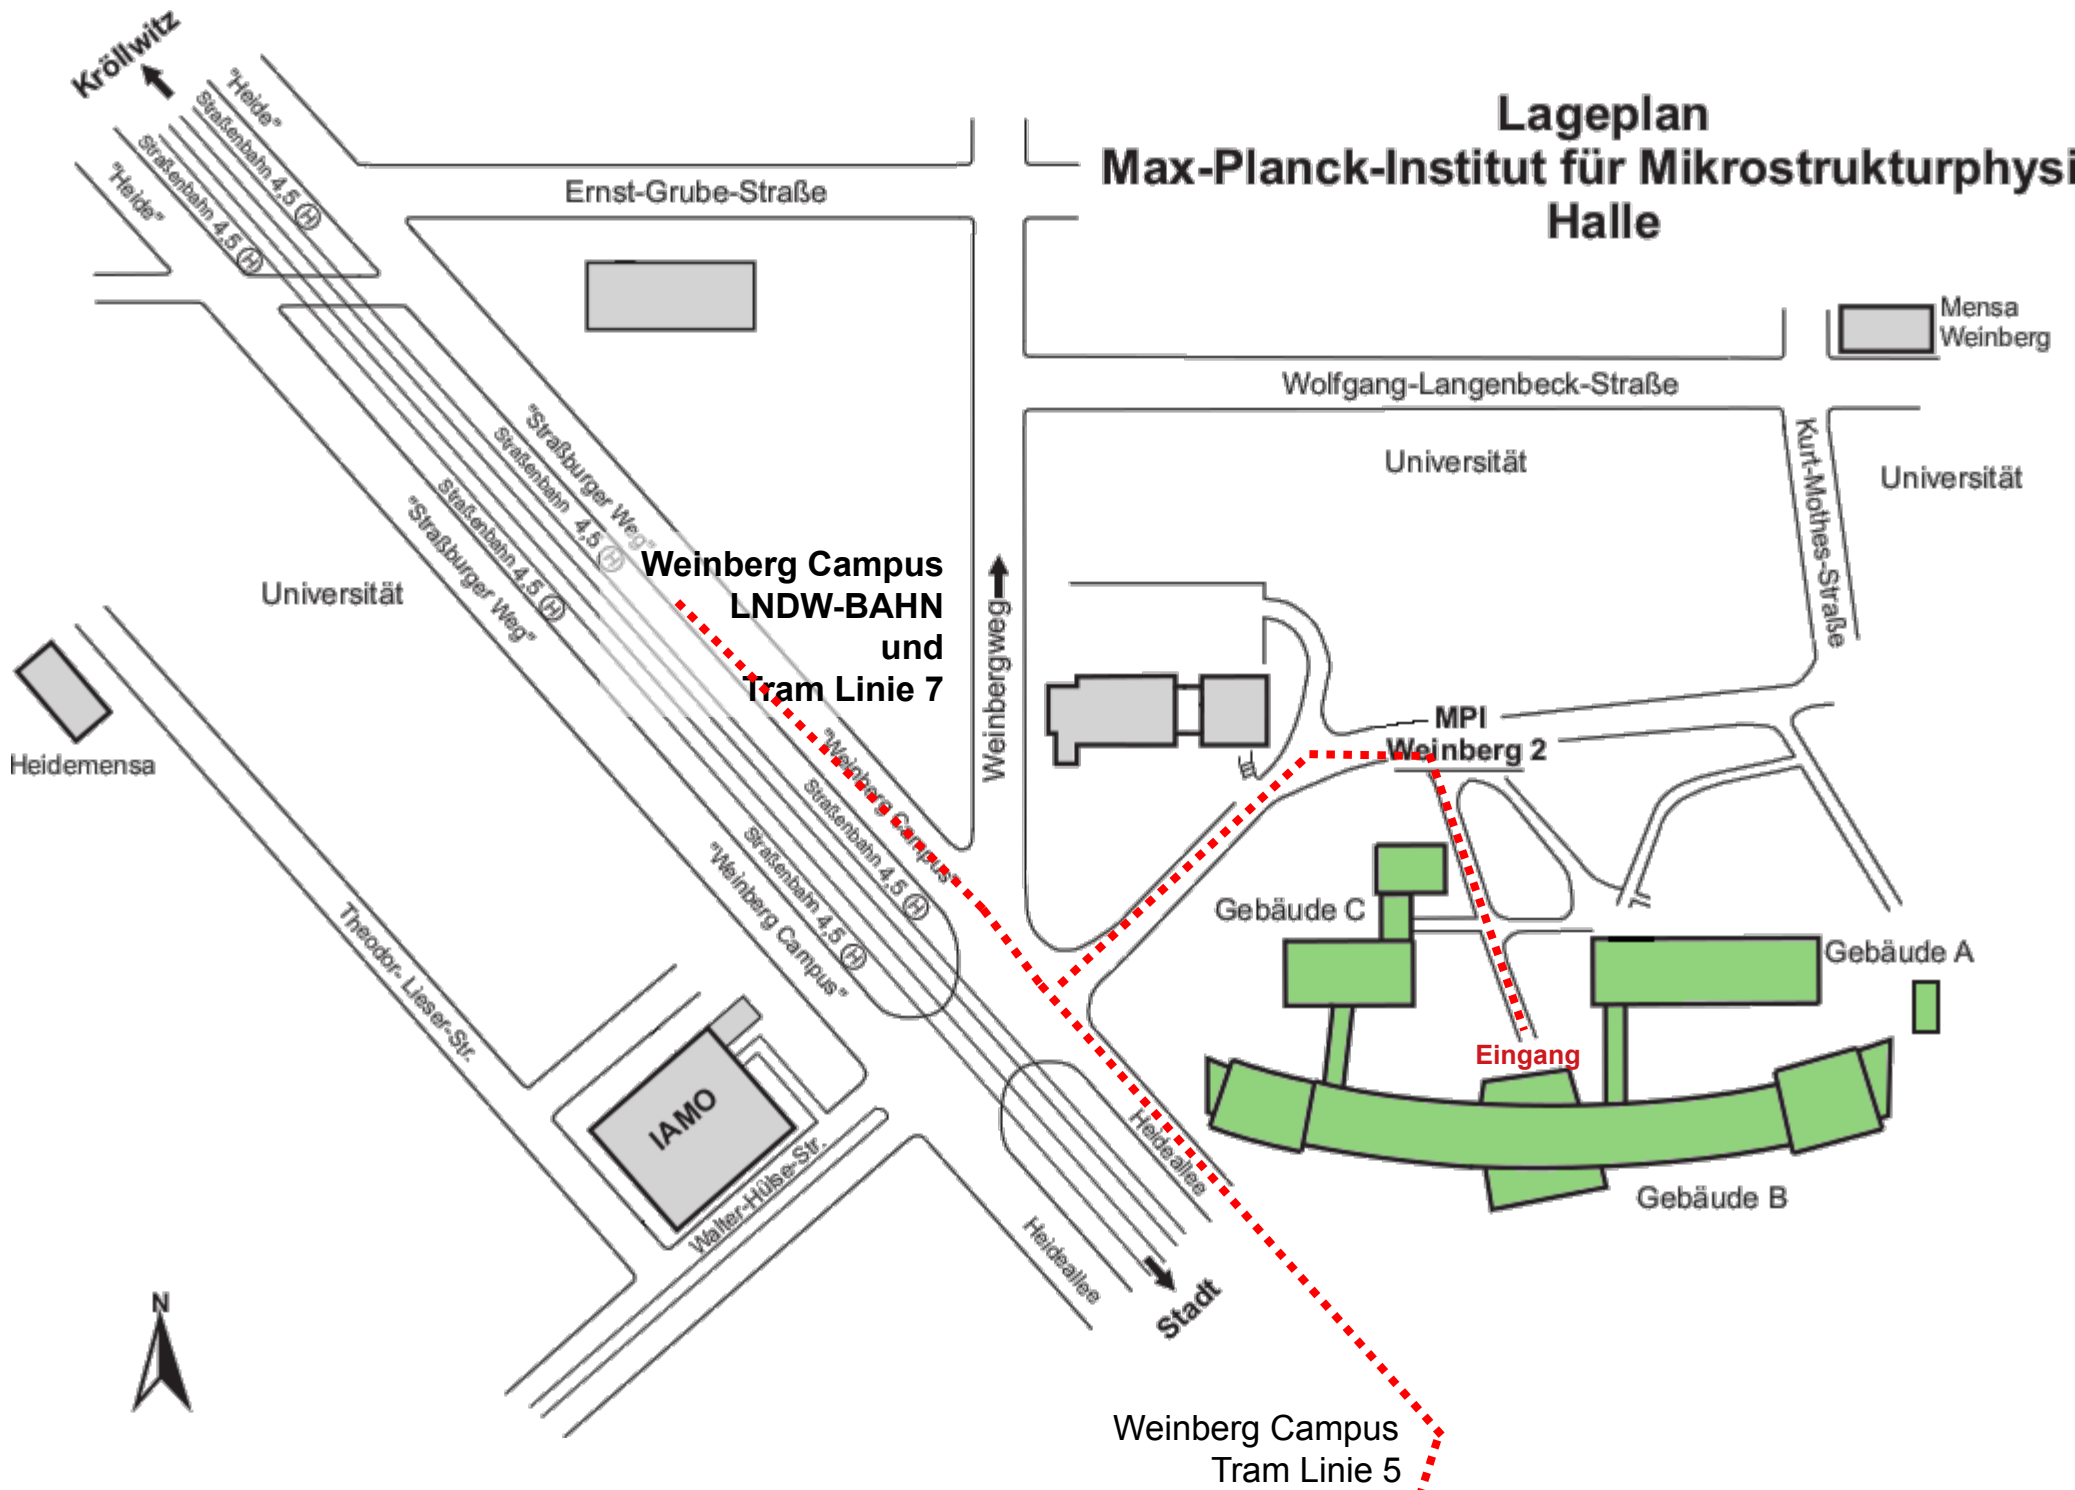 Kröllwitz
"Heide"
Straßenbahn 4,5 H
Straßenbahn 4,5 H
"Heide"
Lageplan
Max-Planck-Institut für Mikrostrukturphysi
Halle
Ernst-Grube-Straße
Mensa
Weinberg
Wolfgang-Langenbeck-Straße
Kurt-Mothes-Straße
Universität
Universität
"Straßburger Weg"
Straßenbahn 4,5 H
Straßenbahn 4,5 H
"Straßburger Weg"
Universität
Weinberg Campus
LNDW-BAHN
und
Tram Linie 7
Weinbergweg
Heidemensa
MPI
Weinberg 2
"Weinberg Campus"
Straßenbahn 4,5 H
Straßenbahn 4,5 H
"Weinberg Campus"
Theodor- Lieser-Str.
Gebäude C
Gebäude A
Eingang
IAMO
Walter-Hülse-Str.
Heideallee
Heideallee
Gebäude B
Stadt
N
Weinberg Campus
Tram Linie 5